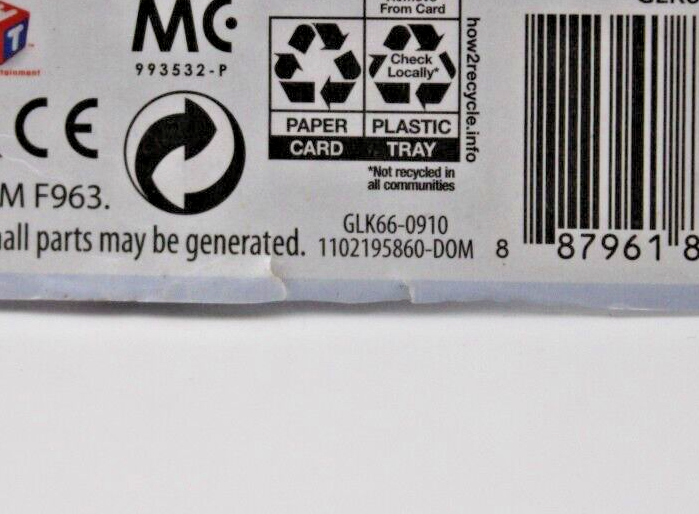 From Card
MC
993532-P
Check
Locally*
how2recycle.info
PAPER
PLASTIC
CARD
TRAY
*Not recycled in
all communities
CE
M F963.
GLK66-0910
all parts may be generated.
1102195860-DOM
8 87961 8